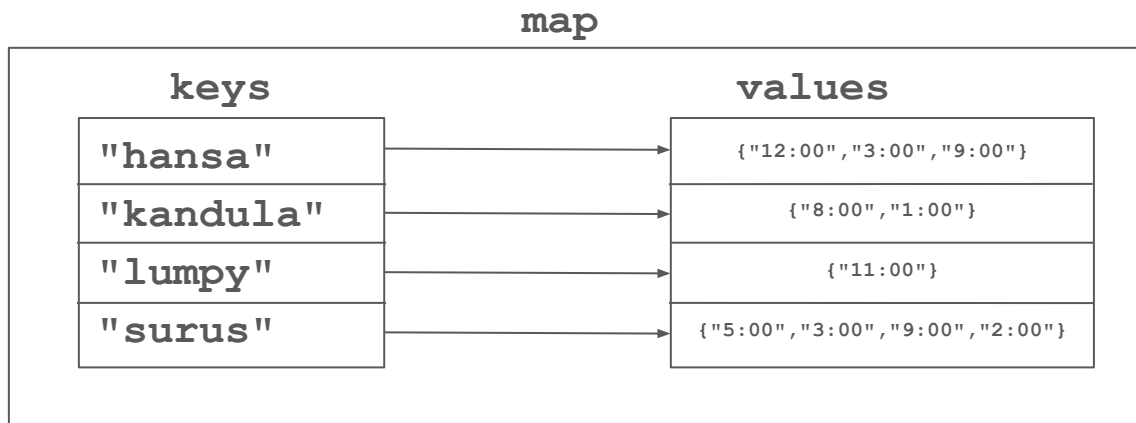 map
keys values
"hansa" {"12:00","3:00","9:00"}
"kandula" {"8:00","1:00"}
"lumpy" {"11:00"}
"surus" {"5:00","3:00","9:00","2:00"}